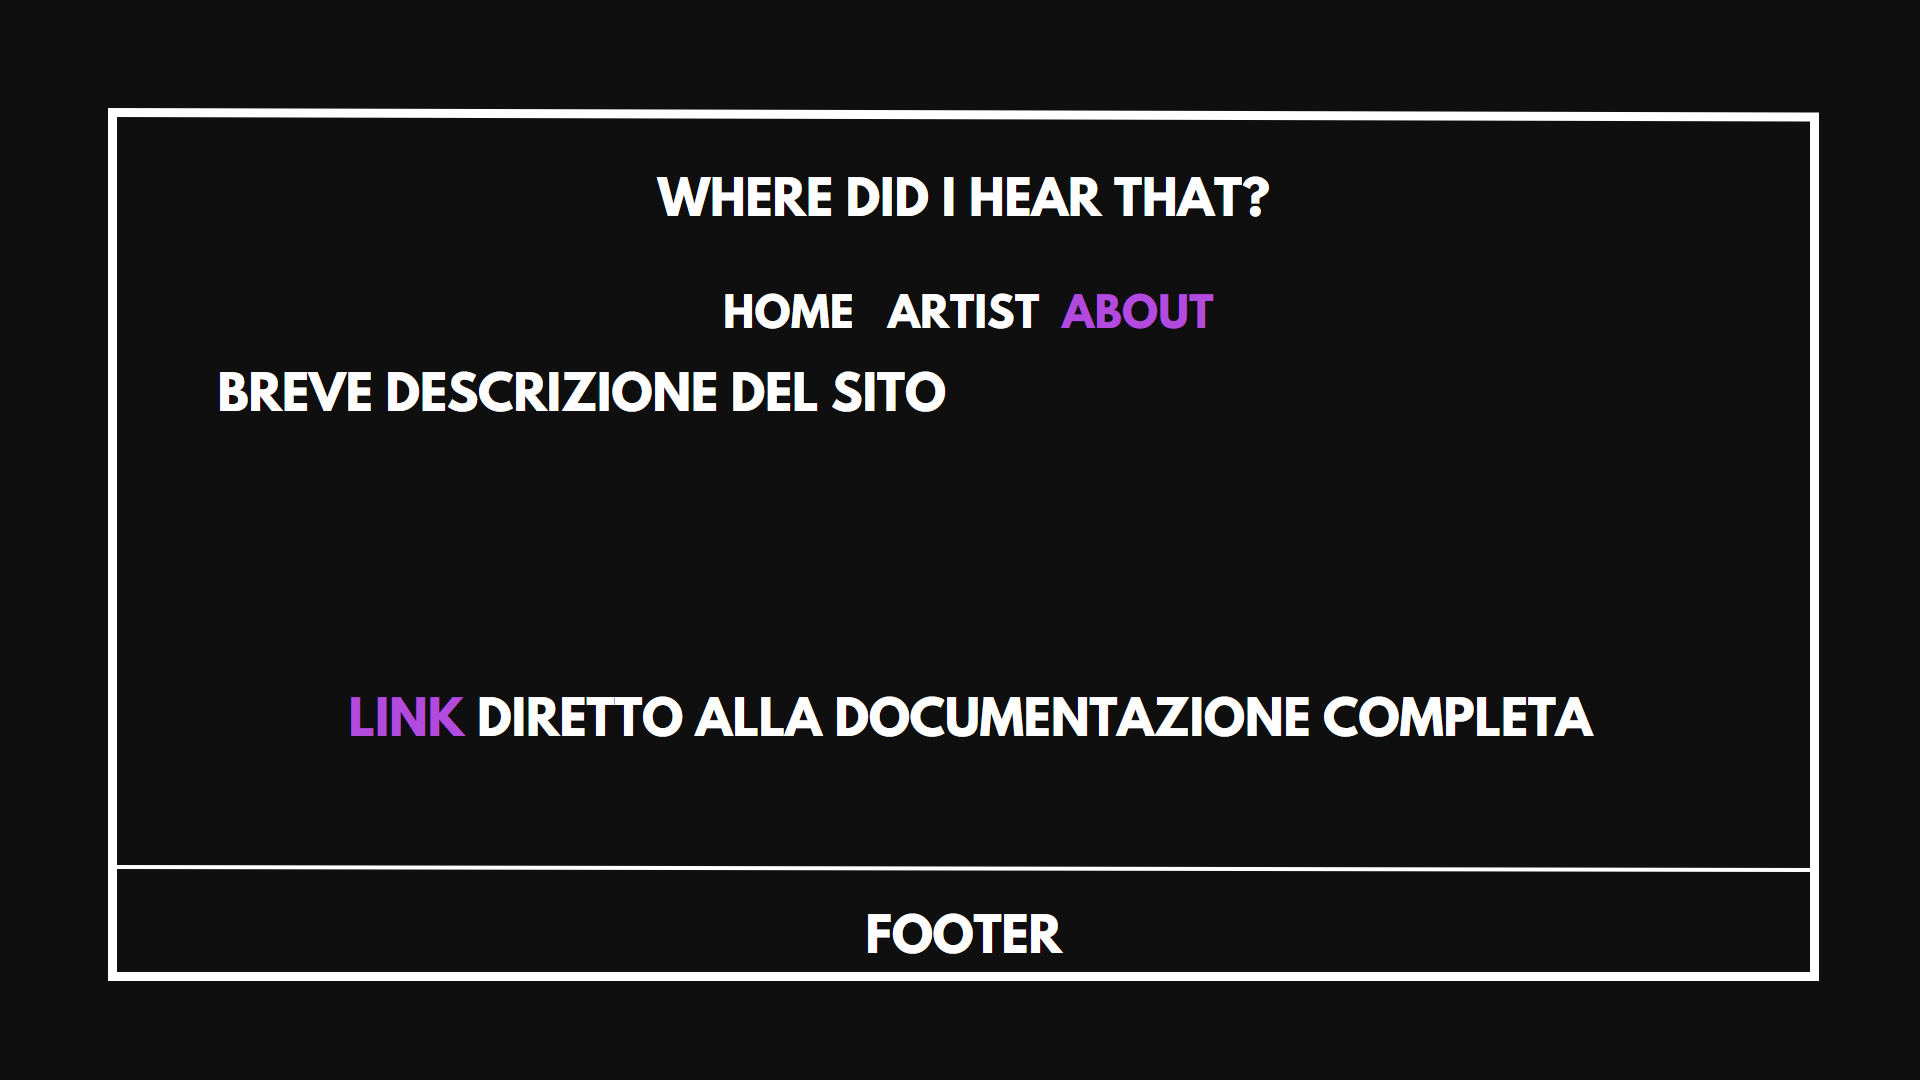 WHERE DID I HEAR THAT?
HOME ARTIST ABOUT
BREVE DESCRIZIONE DEL SITO
LINK DIRETTO ALLA DOCUMENTAZIONE COMPLETA
FOOTER